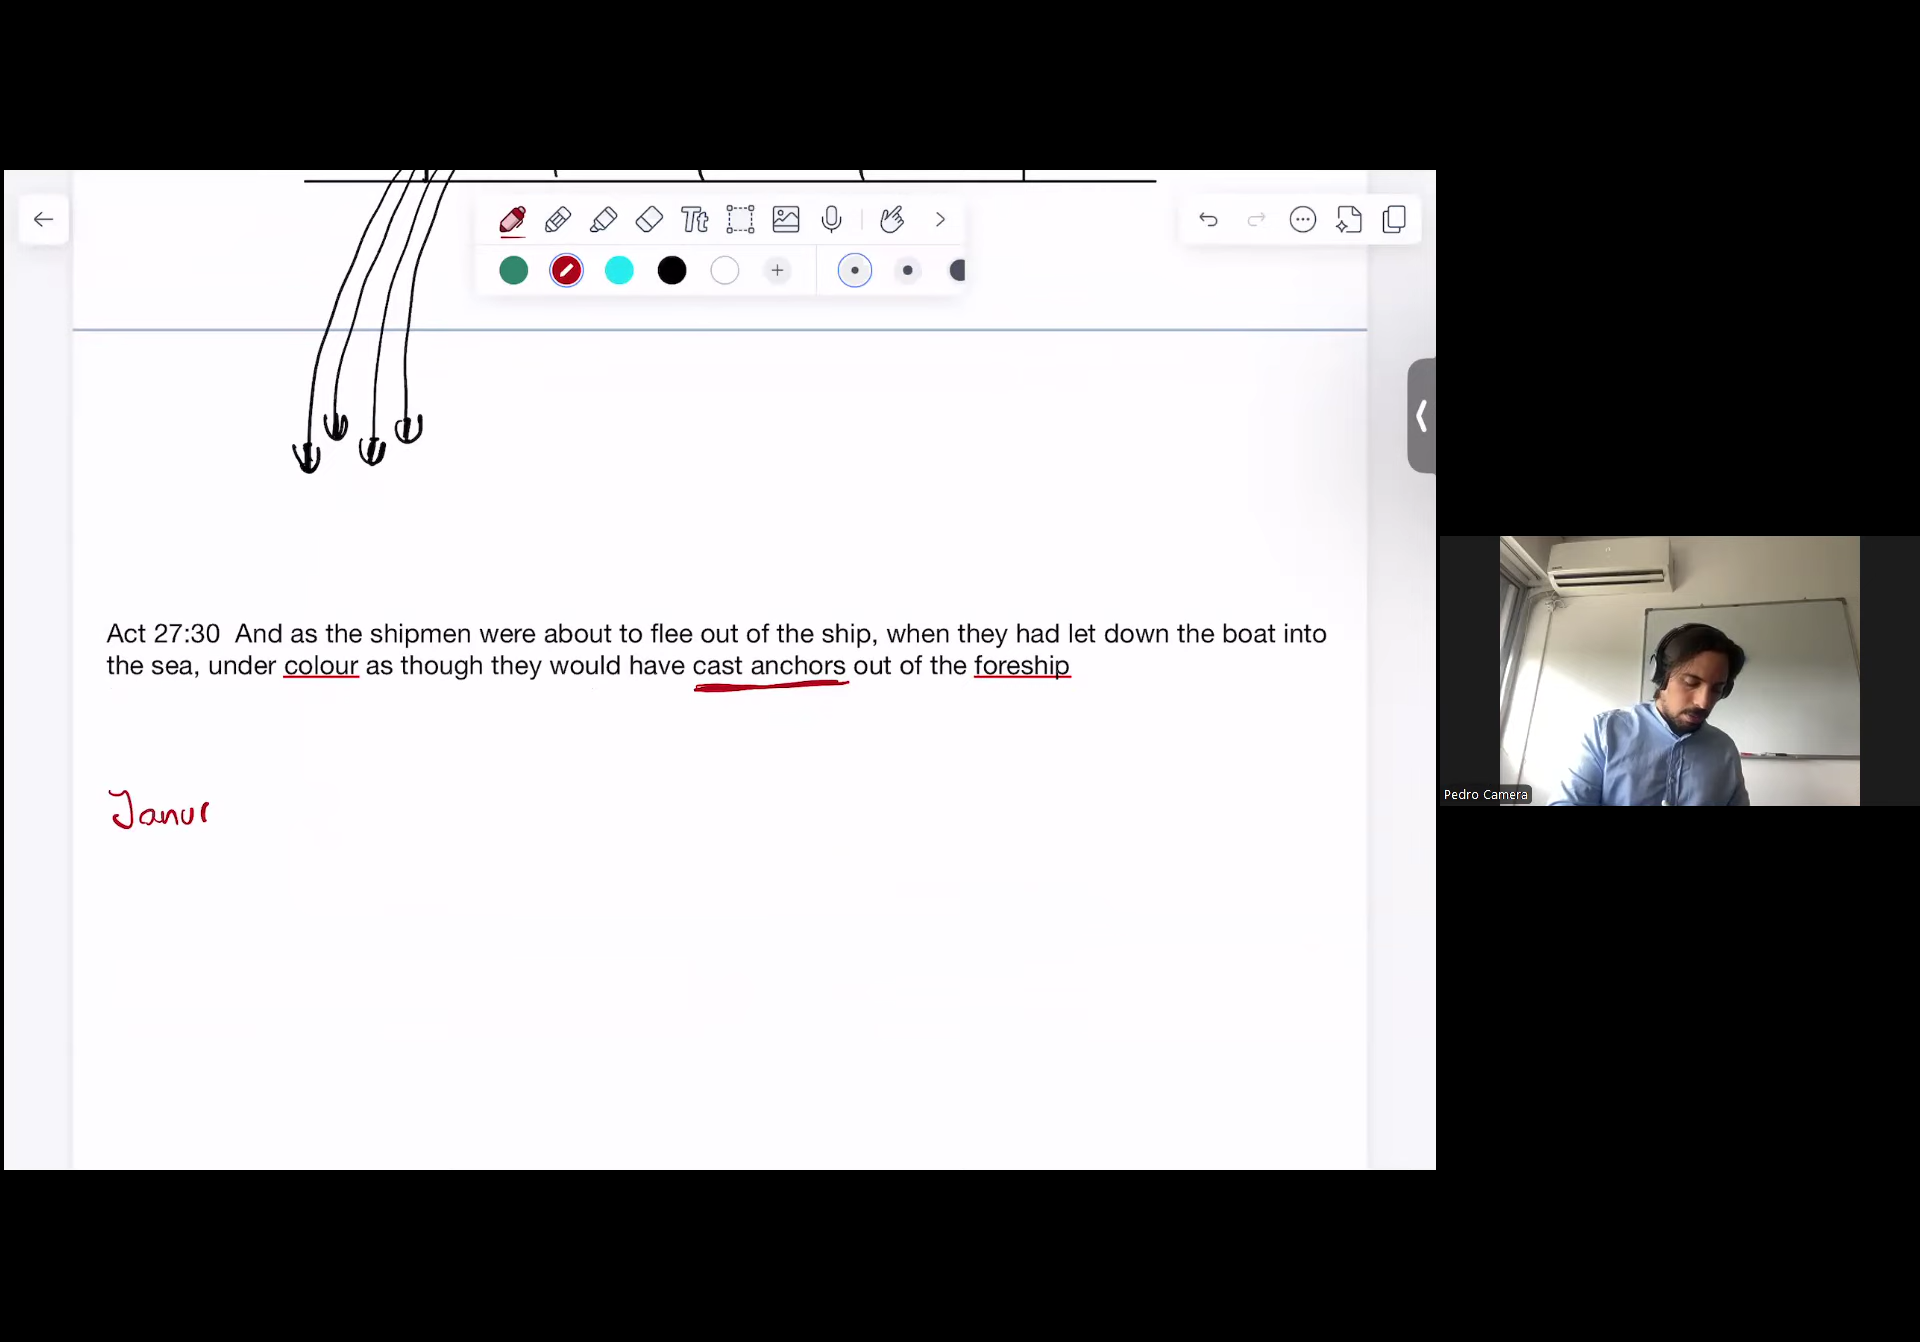 Tt
Act 27:30 And as the shipmen were about to flee out of the ship, when they had let down the boat into
the sea, under colour as though they would have cast anchors out of the foreship
Janur
Pedro Camera